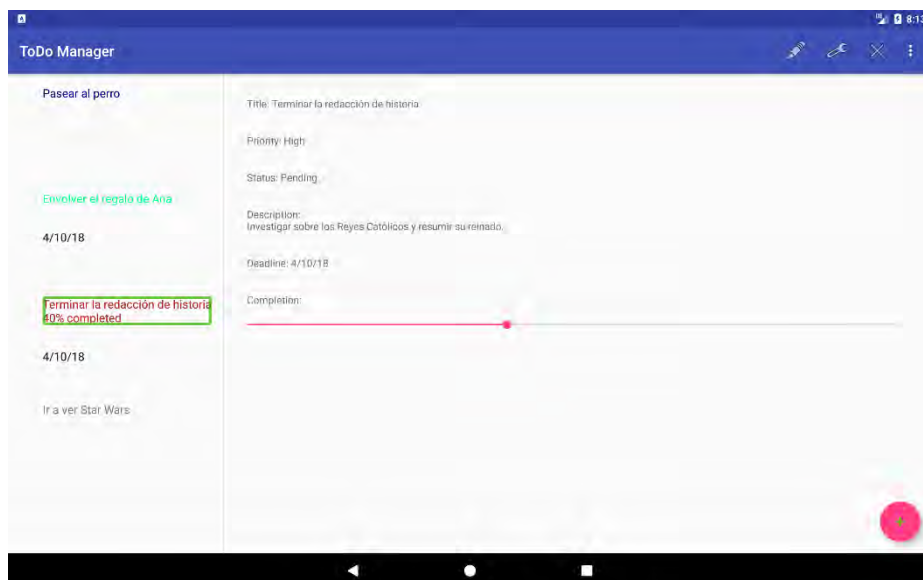 8:13
ToDo Manager
Pasear al perro
Envolver el regalo de Ana
4/10/18
Terminar la redacción de historia
40% completed
4/10/18
Ir a ver Star Wars
Title: Terminar la redacción de historia
Priority: High
Status: Pending
Description:
Investigar sobre los Reyes Católicos y resumir su reinado.
Deadline: 4/10/18
Completion: